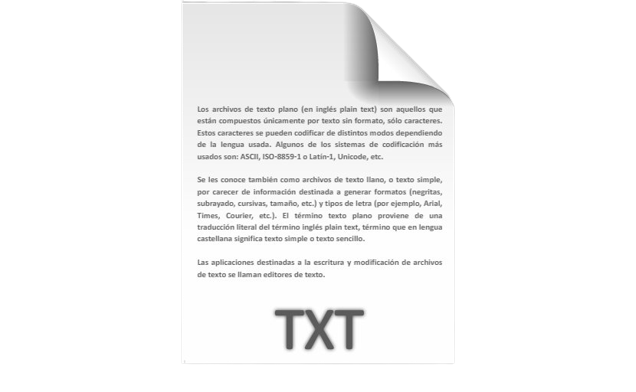 Los archivos de texto plano (en inglés plain text) son aquellos que
están compuestos únicamente por texto sin formato, sólo caracteres.
Estos caracteres se pueden codificar de distintos modos dependiendo
de la lengua usada. Algunos de los sistemas de codificación más
usados son: ASCII, ISO-8859-1 o Latín-1, Unicode, etc.
Se les conoce también como archivos de texto llano, o texto simple,
por carecer de información destinada a generar formatos (negritas,
subrayado, cursivas, tamaño, etc.) y tipos de letra (por ejemplo, Arial,
Times, Courier, etc.). El término texto plano proviene de una
traducción literal del término inglés plain text, término que en lengua
castellana significa texto simple o texto sencillo.
Las aplicaciones destinadas a la escritura y modificación de archivos
de texto se llaman editores de texto.
TXT